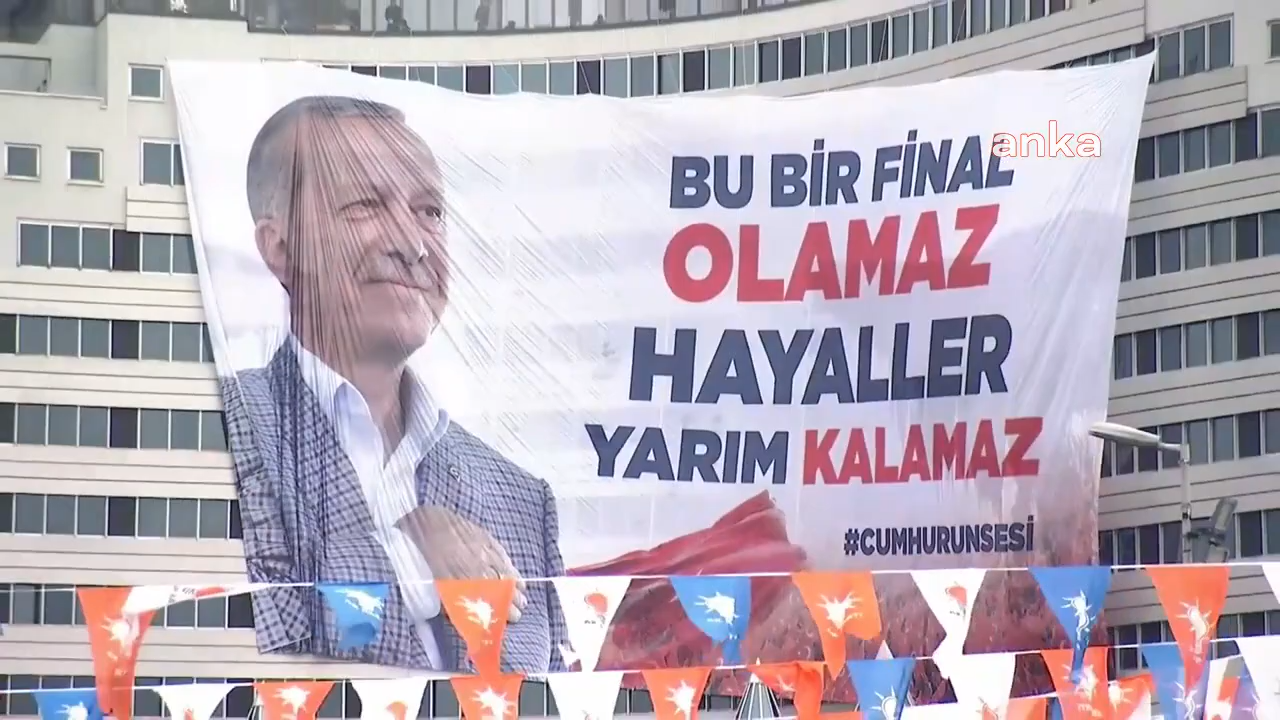 anka
BU BİR FİNAL
OLAMAZ
HAYALLER
YARIM KALAMAZ
#CUMHURUNSESİ